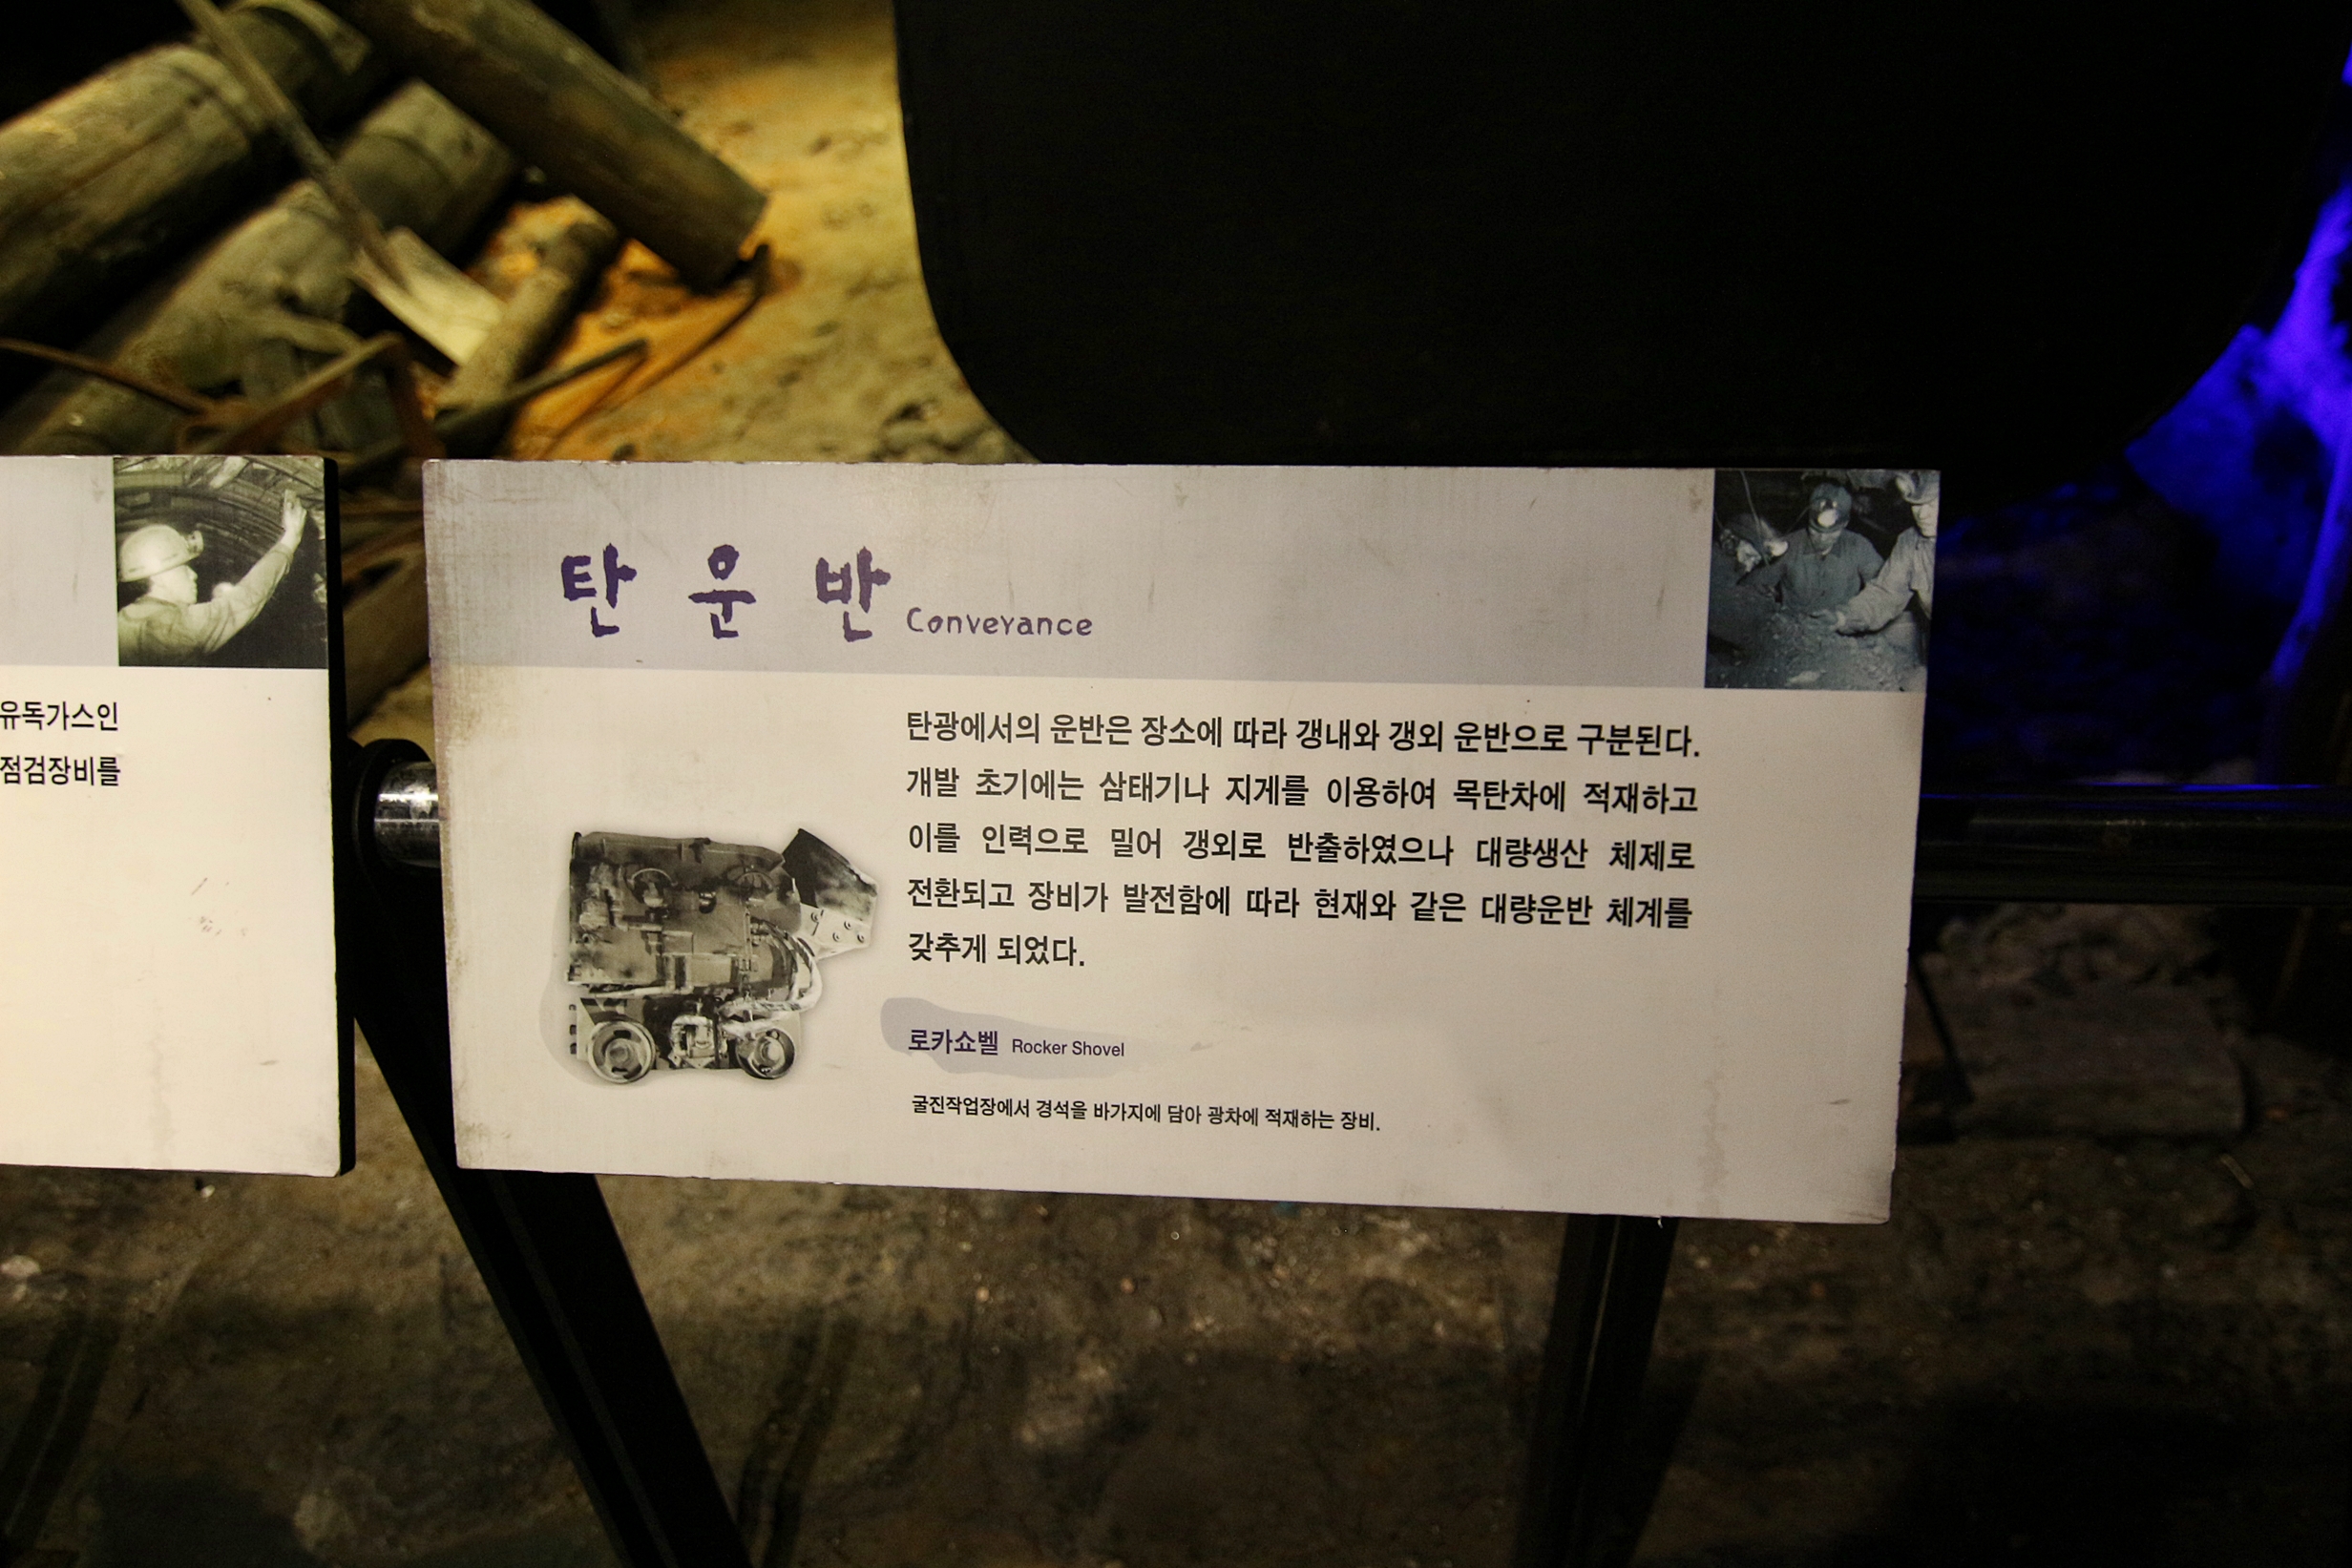 유독가스인
점검장비를
탄 운 반 Conveyance
탄광에서의 운반은 장소에 따라 갱내와 갱외 운반으로 구분된다.
개발 초기에는 삼태기나 지게를 이용하여 목탄차에 적재하고
이를 인력으로 밀어 갱외로 반출하였으나 대량생산 체제로
전환되고 장비가 발전함에 따라 현재와 같은 대량운반 체계를
갖추게 되었다.
로카쇼벨 Rocker Shovel
굴진작업장에서 경석을 바가지에 담아 광차에 적재하는 장비.